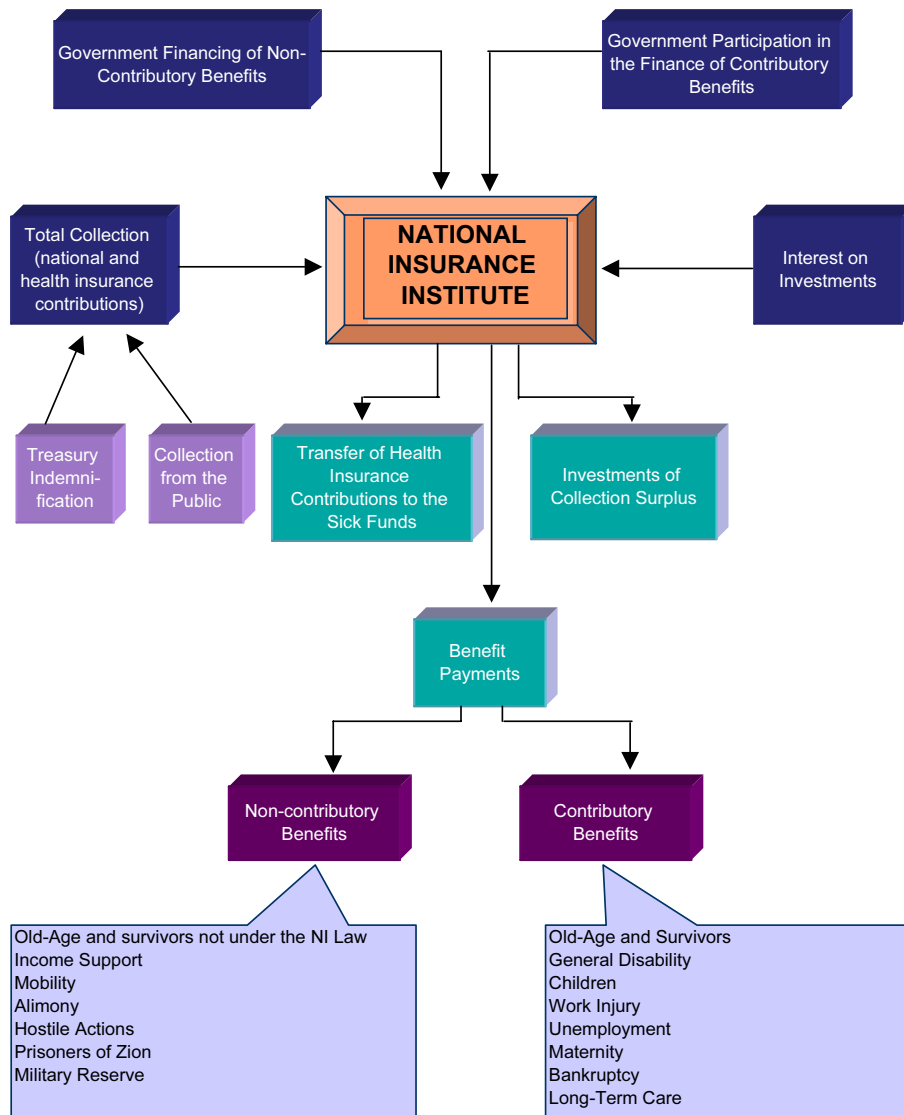 Government Financing of Non-
Contributory Benefits
Government Participation in
the Finance of Contributory
Benefits
Total Collection
(national and
health insurance
contributions)
NATIONAL
INSURANCE
INSTITUTE
Interest on
Investments
Treasury
Indemni-
fication
Collection
from the
Public
Transfer of Health
Insurance
Contributions to the
Sick Funds
Investments of
Collection Surplus
Benefit
Payments
Non-contributory
Benefits
Contributory
Benefits
Old-Age and survivors not under the NI Law
Income Support
Mobility
Alimony
Hostile Actions
Prisoners of Zion
Military Reserve
Old-Age and Survivors
General Disability
Children
Work Injury
Unemployment
Maternity
Bankruptcy
Long-Term Care